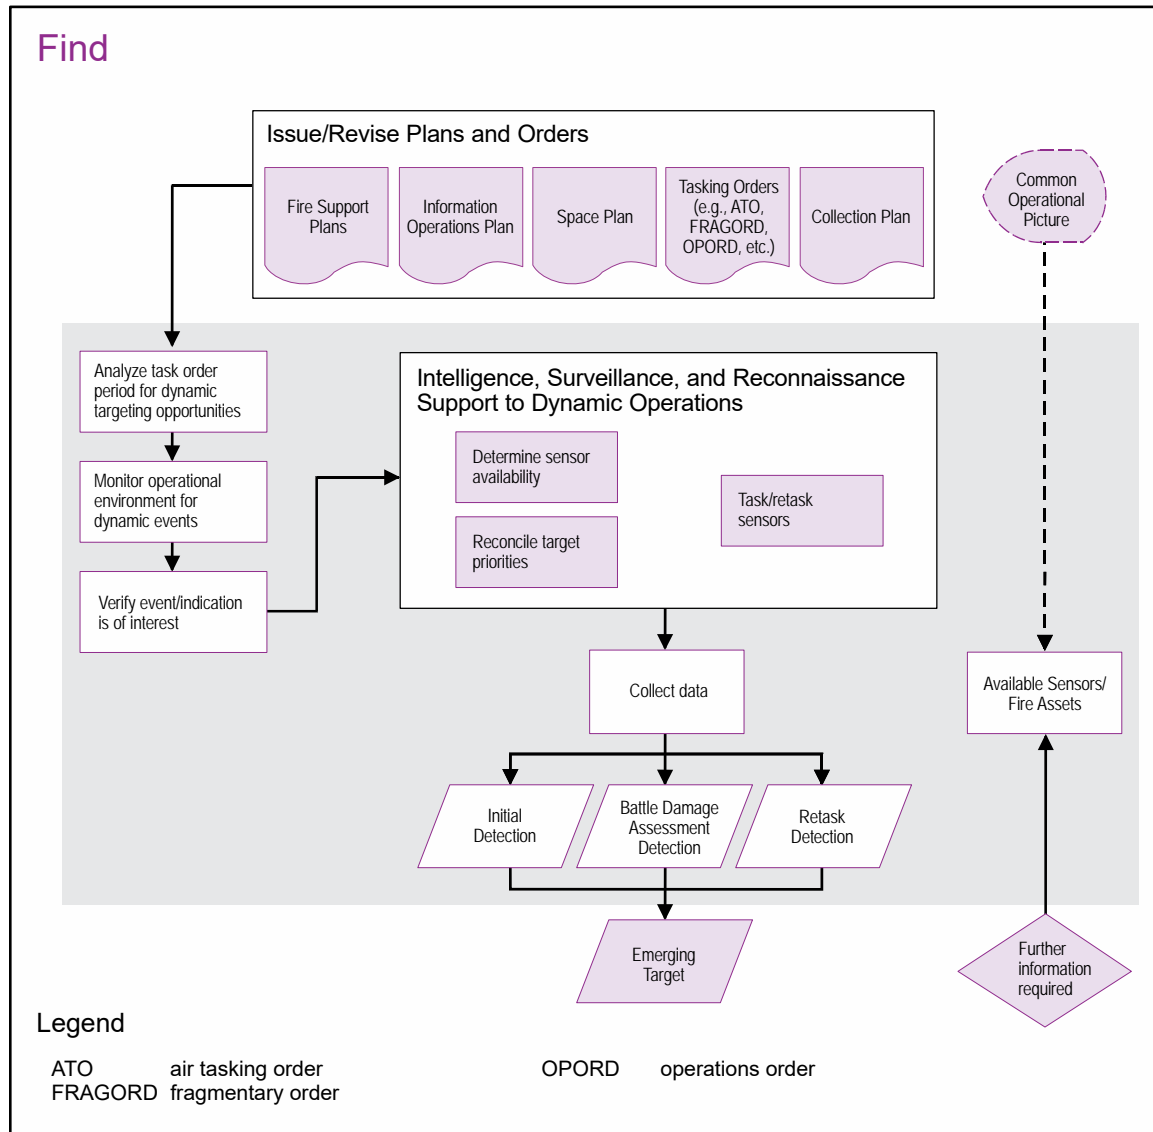 Find
Issue/Revise Plans and Orders
Fire Support
Plans
Information
Operations Plan
Space Plan
Tasking Orders
(e.g., ATO,
FRAGORD,
OPORD, etc.)
Collection Plan
Common
Operational
Picture
Analyze task order
period for dynamic
targeting opportunities
Monitor operational
environment for
dynamic events
Verify event/indication
is of interest
Intelligence, Surveillance, and Reconnaissance
Support to Dynamic Operations
Determine sensor
availability
Reconcile target
priorities
Task/retask
sensors
Collect data
Available Sensors/
Fire Assets
Initial
Detection
Battle Damage
Assessment
Detection
Retask
Detection
Emerging
Target
Further
information
required
Legend
ATO air tasking order
FRAGORD fragmentary order
OPORD operations order